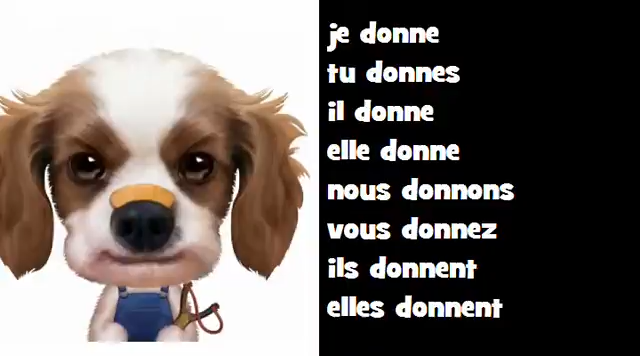 je donne
tu donnes
il donne
elle donne
nous donnons
vous donnez
ils donnent
elles donnent